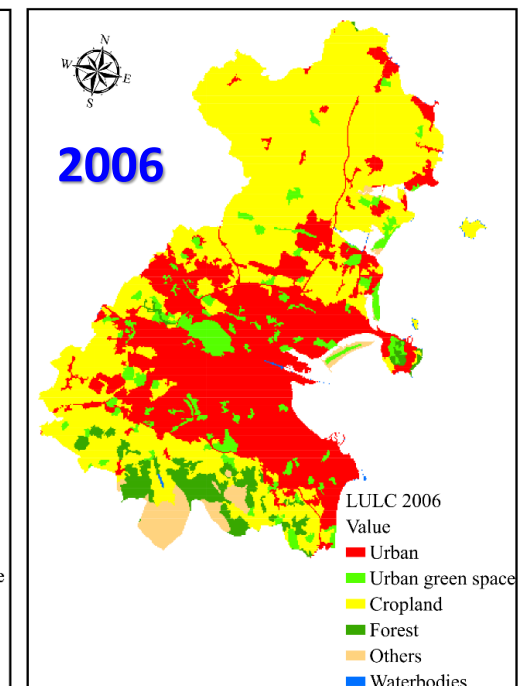 N
W
E
S
2006
LULC 2006
Value
Urban
Urban green space
Cropland
Forest
Others
Waterbodies
e